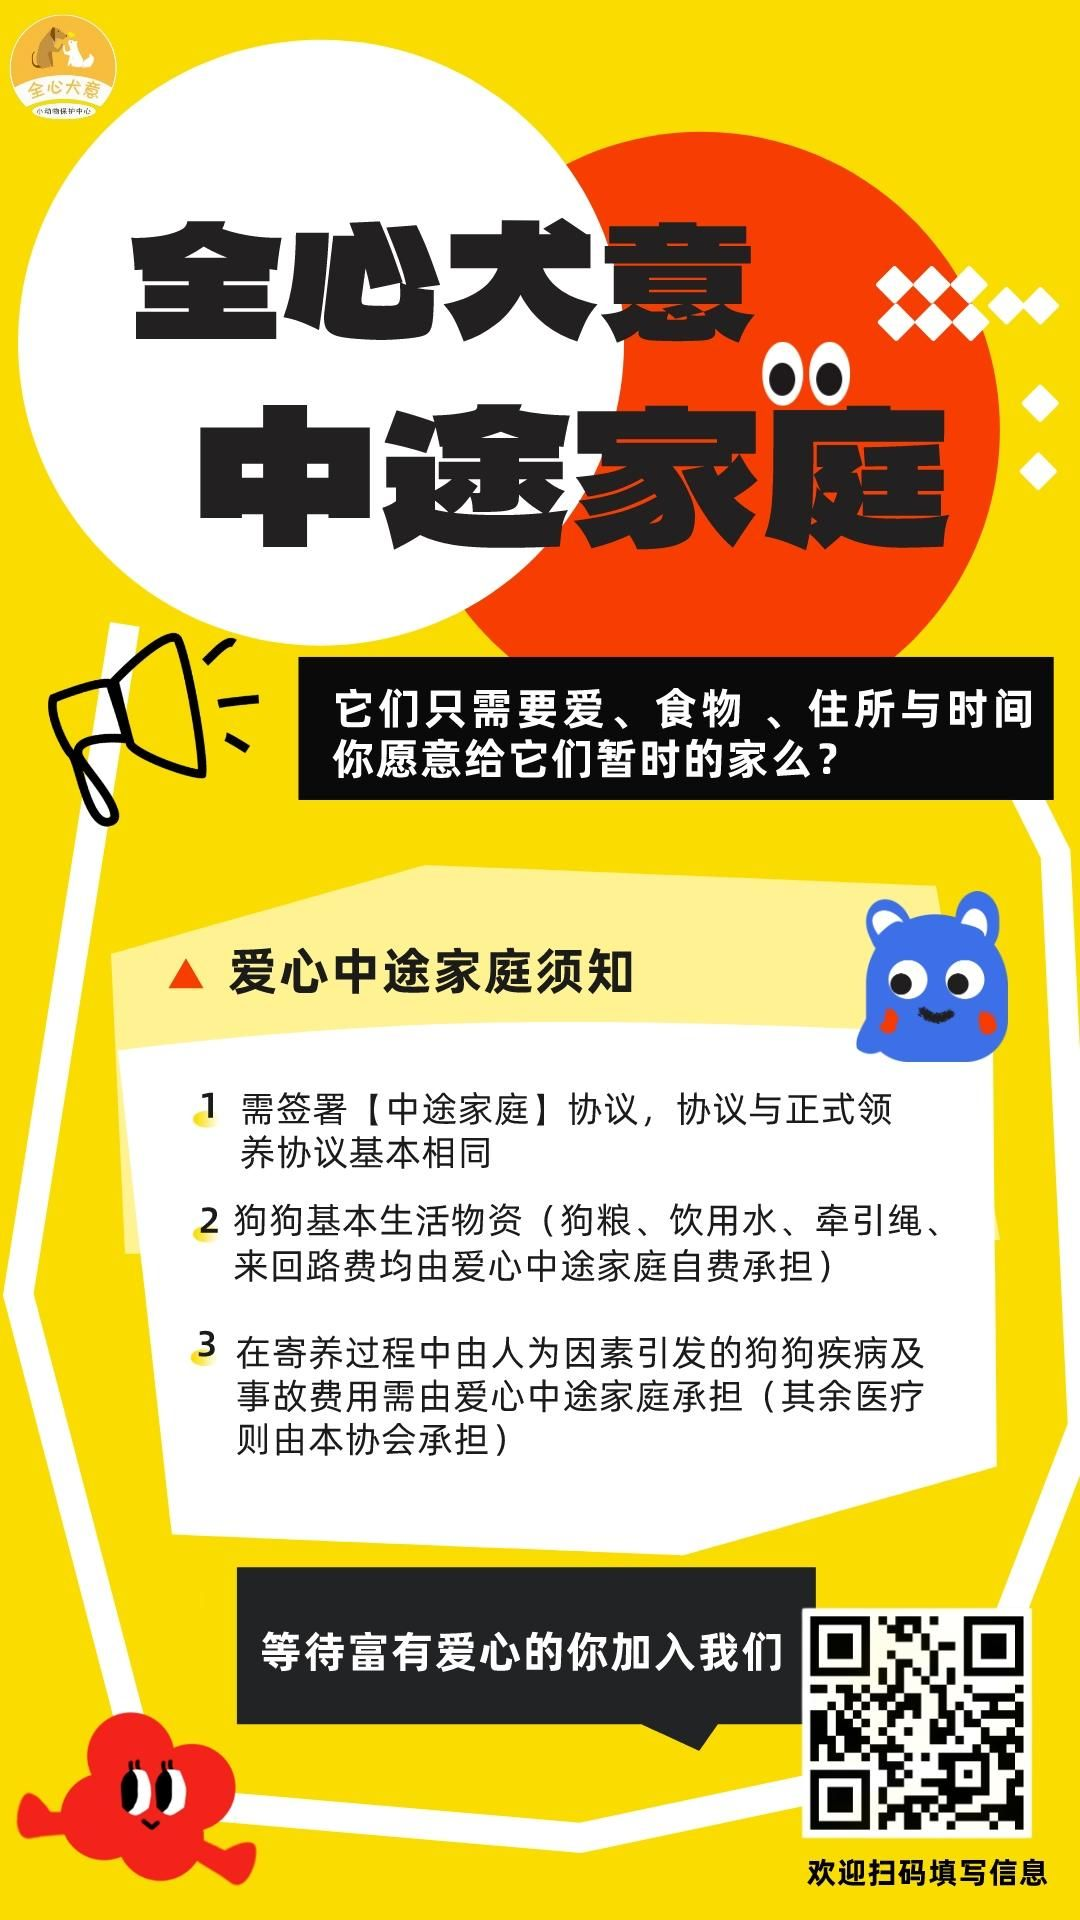 全心犬意
小动物保护中心
全心犬意
中途家庭
它们只需要爱、食物 、住所与时间
你愿意给它们暂时的家么?
爱心中途家庭须知
1 需签署【中途家庭】协议，协议与正式领
养协议基本相同
2 狗狗基本生活物资（狗粮、饮用水、牵引绳、
来回路费均由爱心中途家庭自费承担）
3 在寄养过程中由人为因素引发的狗狗疾病及
事故费用需由爱心中途家庭承担（其余医疗
则由本协会承担）
等待富有爱心的你加入我们
欢迎扫码填写信息